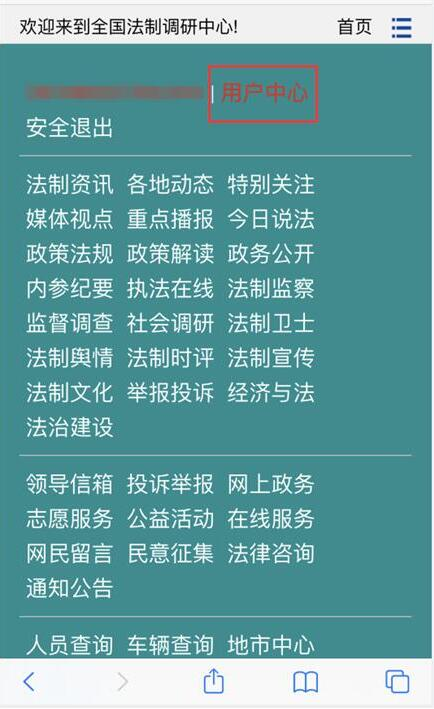 欢迎来到全国法制调研中心! 首页
| 用户中心
安全退出
法制资讯 各地动态 特别关注
媒体视点 重点播报 今日说法
政策法规 政策解读 政务公开
内参纪要 执法在线 法制监察
监督调查 社会调研 法制卫士
法制舆情 法制时评 法制宣传
法制文化 举报投诉 经济与法
法治建设
领导信箱 投诉举报 网上政务
志愿服务 公益活动 在线服务
网民留言 民意征集 法律咨询
通知公告
人员查询 车辆查询 地市中心